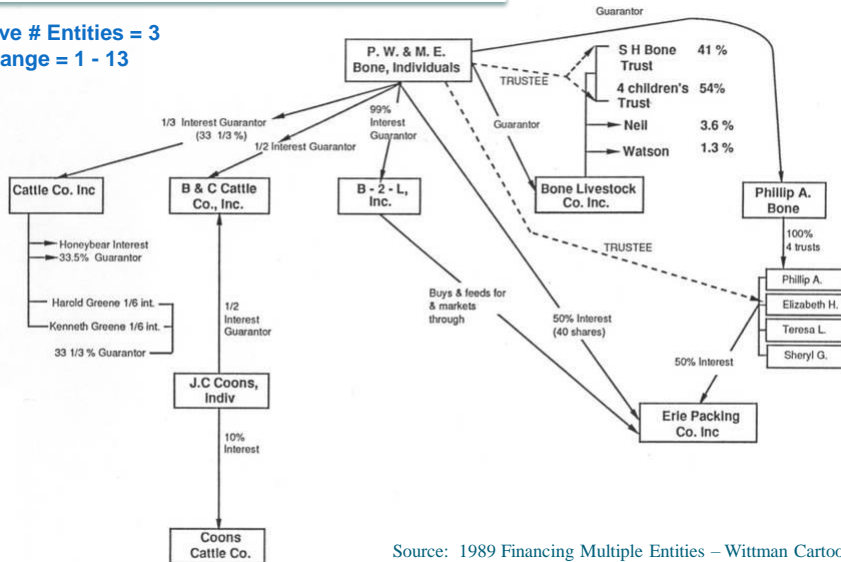 ve # Entities = 3
ange = 1 - 13
Guarantor
P. W. & M. E.
Bone, Individuals
TRUSTEE
S H Bone
Trust
41 %
4 children's
Trust
54%
Neil
3.6 %
Watson
1.3 %
Guarantor
1/3 Interest Guarantor
(33 1/3 %)
1/2 Interest Guarantor
99%
Interest
Guarantor
Cattle Co. Inc
B & C Cattle
Co., Inc.
B - 2 - L,
Inc.
Bone Livestock
Co. Inc.
Phillip A.
Bone
100%
4 trusts
Honeybear Interest
33.5% Guarantor
TRUSTEE
Phillip A.
Elizabeth H.
Teresa L.
Sheryl G.
Harold Greene 1/6 int.
Kenneth Greene 1/6 int.
33 1/3 % Guarantor
1/2
Interest
Guarantor
Buys & feeds for
& markets
through
50% Interest
(40 shares)
50% Interest
J.C Coons,
Indiv
Erie Packing
Co. Inc
10%
Interest
Coons
Cattle Co.
Source: 1989 Financing Multiple Entities – Wittman Cartoo